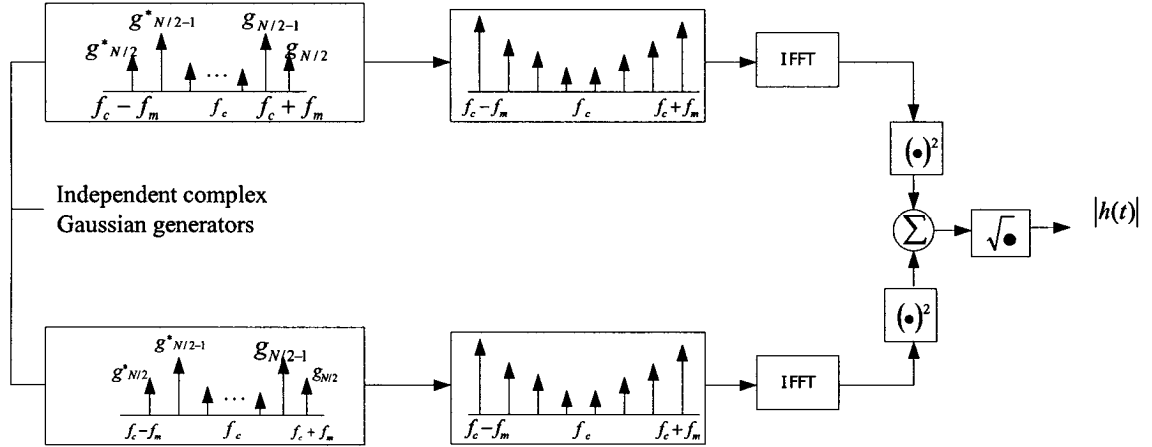 g*N/2-1 gN/2-1
g*N/2 gN/2
...
fc − fm fc fc + fm
fc − fm fc fc + fm
IFFT
(•)²
Independent complex
Gaussian generators
Σ √• |h(t)|
(•)²
g*N/2-1 gN/2-1
g*N/2 gN/2
...
fc − fm fc fc + fm
fc − fm fc fc + fm
IFFT